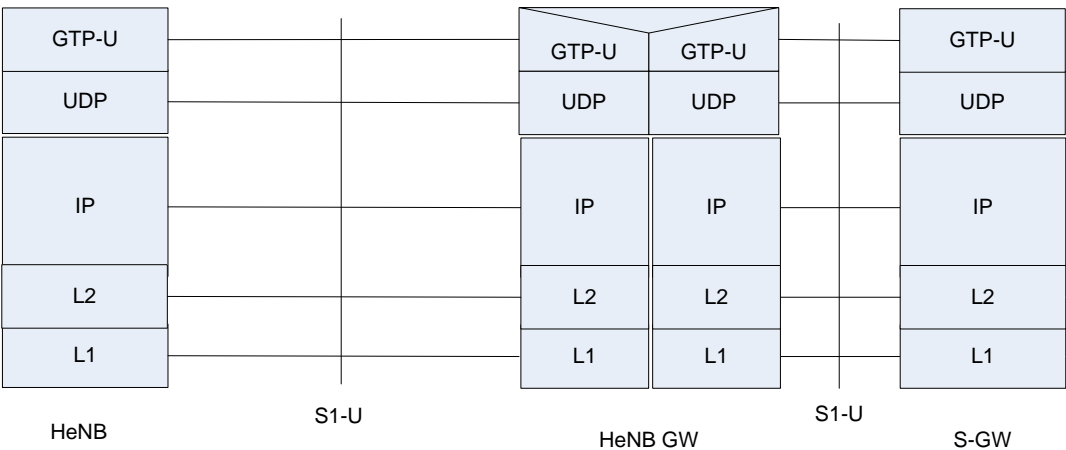 GTP-U GTP-U GTP-U GTP-U
UDP UDP UDP UDP
IP IP IP IP
L2 L2 L2 L2
L1 L1 L1 L1
S1-U S1-U
HeNB HeNB GW S-GW